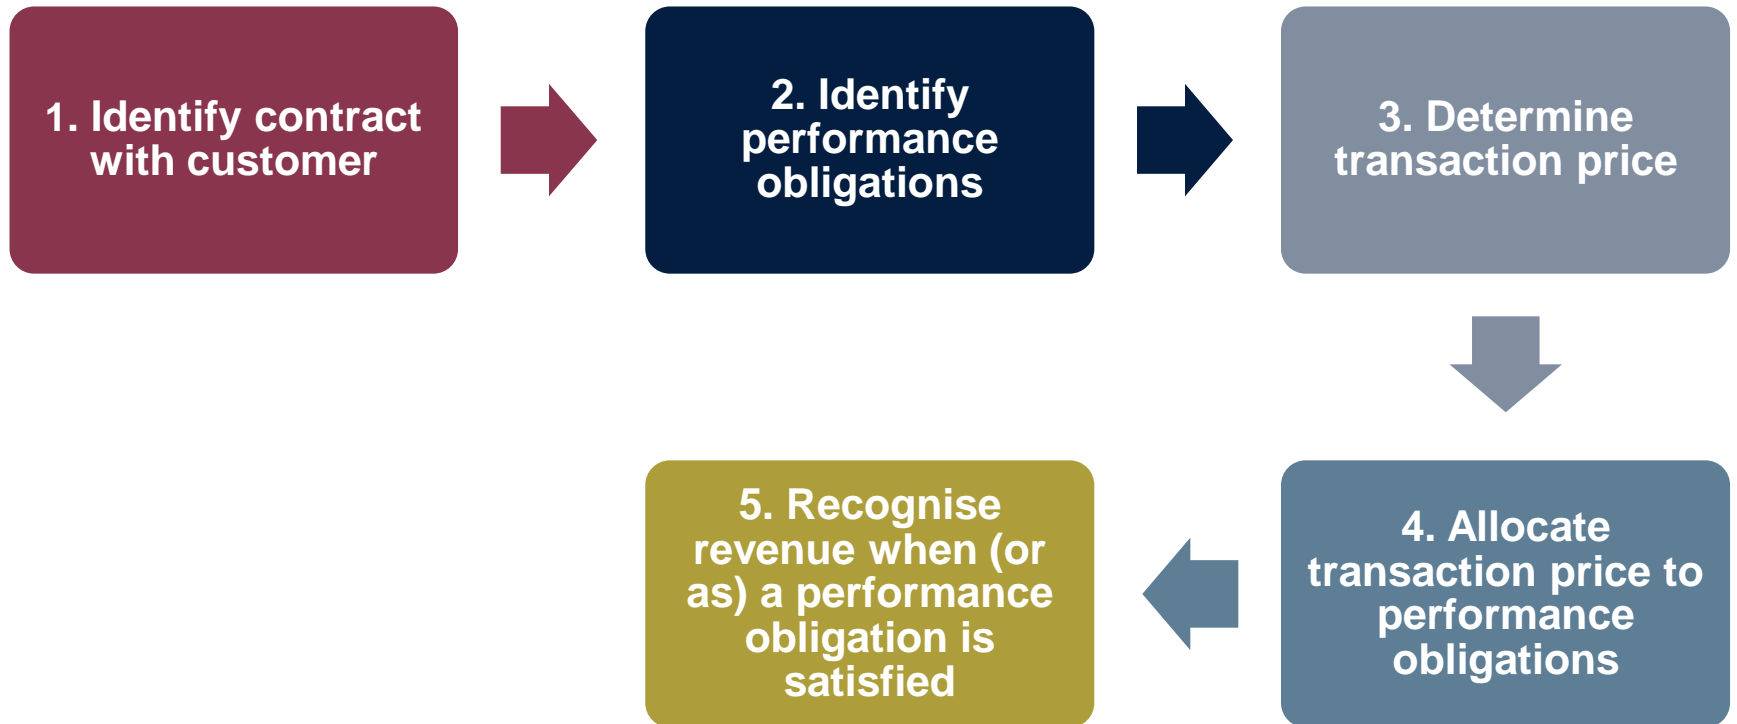 1. Identify contract
with customer
2. Identify
performance
obligations
3. Determine
transaction price
4. Allocate
transaction price to
performance
obligations
5. Recognise
revenue when (or
as) a performance
obligation is
satisfied